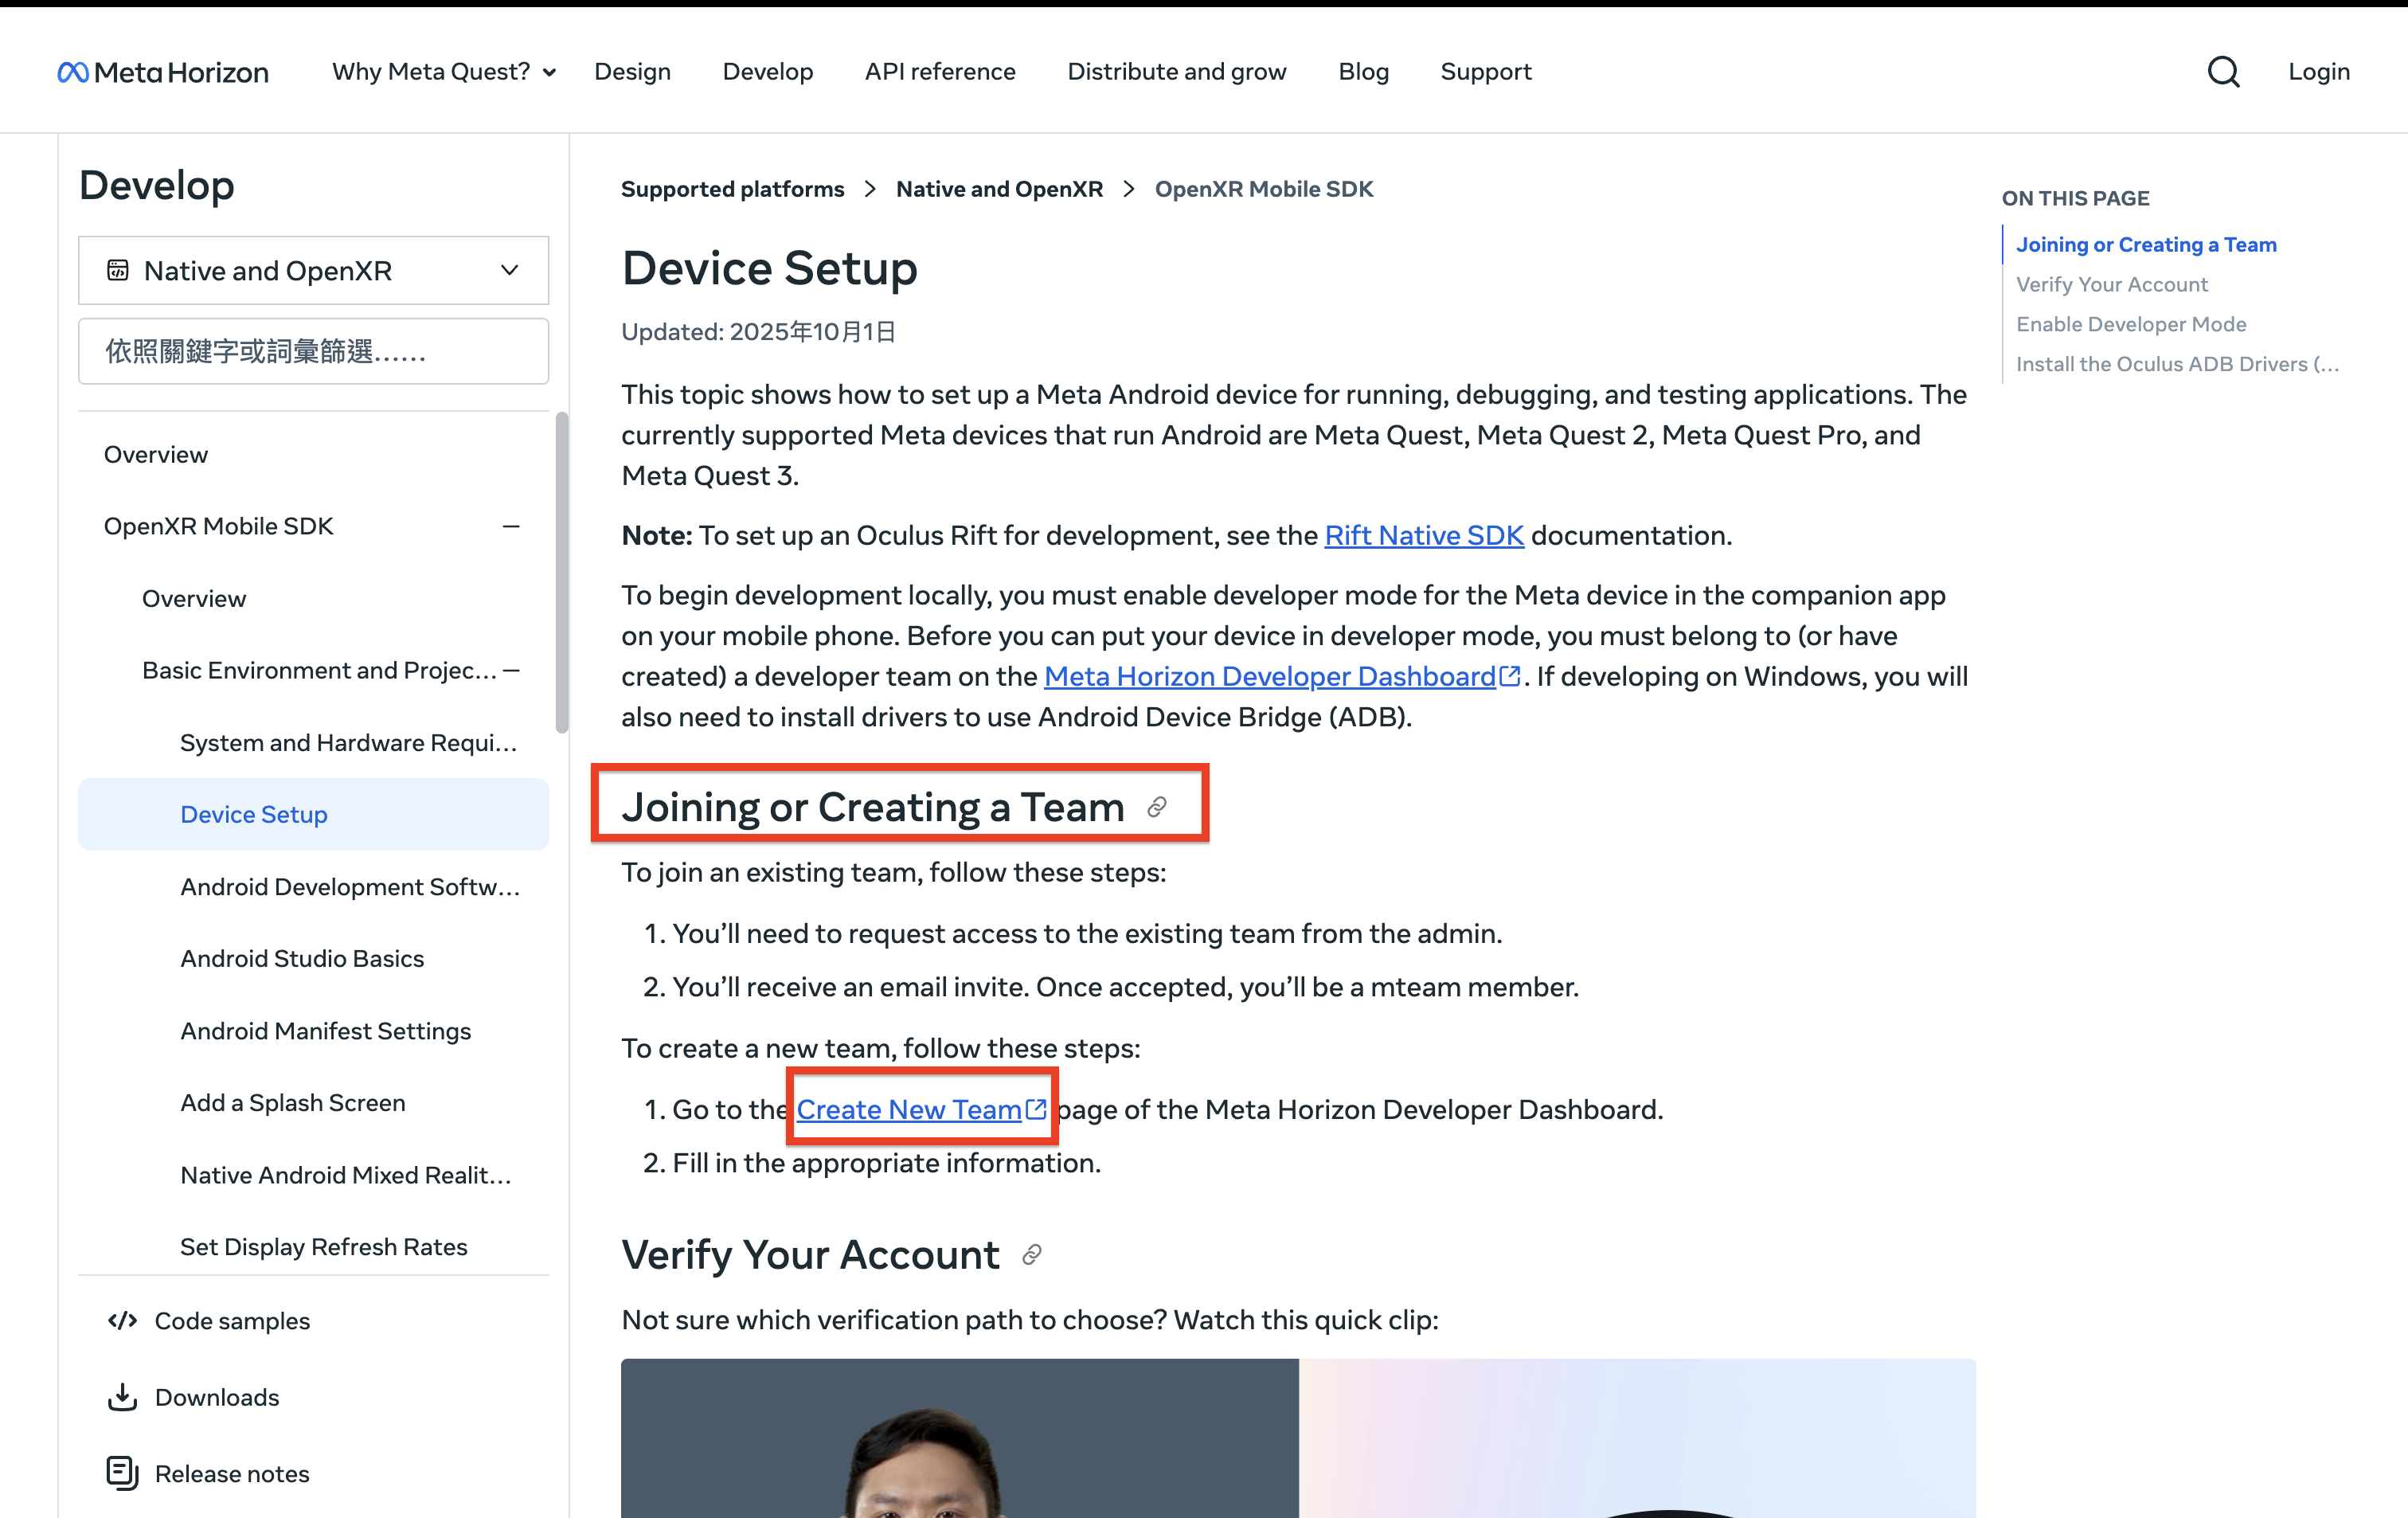 Meta Horizon
Why Meta Quest?
Design
Develop
API reference
Distribute and grow
Blog
Support
Login
Develop
Native and OpenXR
依照關鍵字或詞彙篩選……
Overview
OpenXR Mobile SDK
Overview
Basic Environment and Projec...
System and Hardware Requi...
Device Setup
Android Development Softw...
Android Studio Basics
Android Manifest Settings
Add a Splash Screen
Native Android Mixed Realit...
Set Display Refresh Rates
Code samples
Downloads
Release notes
Supported platforms > Native and OpenXR > OpenXR Mobile SDK
Device Setup
Updated: 2025年10月1日
This topic shows how to set up a Meta Android device for running, debugging, and testing applications. The
currently supported Meta devices that run Android are Meta Quest, Meta Quest 2, Meta Quest Pro, and
Meta Quest 3.
Note: To set up an Oculus Rift for development, see the Rift Native SDK documentation.
To begin development locally, you must enable developer mode for the Meta device in the companion app
on your mobile phone. Before you can put your device in developer mode, you must belong to (or have
created) a developer team on the Meta Horizon Developer Dashboard. If developing on Windows, you will
also need to install drivers to use Android Device Bridge (ADB).
Joining or Creating a Team
To join an existing team, follow these steps:
1. You’ll need to request access to the existing team from the admin.
2. You’ll receive an email invite. Once accepted, you’ll be a mteam member.
To create a new team, follow these steps:
1. Go to the Create New Team page of the Meta Horizon Developer Dashboard.
2. Fill in the appropriate information.
Verify Your Account
Not sure which verification path to choose? Watch this quick clip:
ON THIS PAGE
Joining or Creating a Team
Verify Your Account
Enable Developer Mode
Install the Oculus ADB Drivers (...